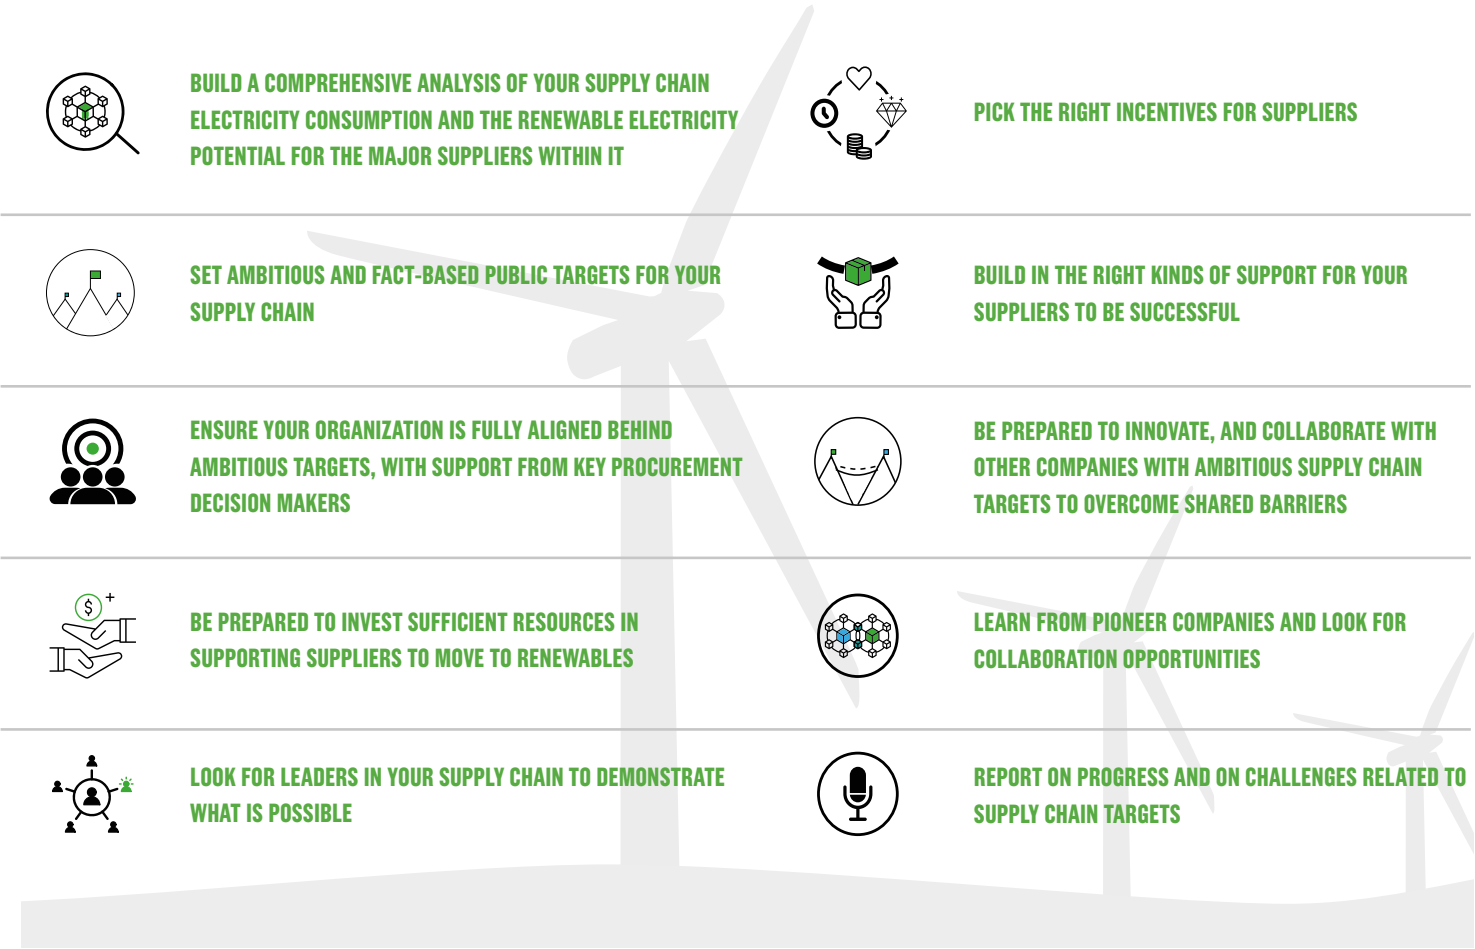 BUILD A COMPREHENSIVE ANALYSIS OF YOUR SUPPLY CHAIN
ELECTRICITY CONSUMPTION AND THE RENEWABLE ELECTRICITY
POTENTIAL FOR THE MAJOR SUPPLIERS WITHIN IT
SET AMBITIOUS AND FACT-BASED PUBLIC TARGETS FOR YOUR
SUPPLY CHAIN
ENSURE YOUR ORGANIZATION IS FULLY ALIGNED BEHIND
AMBITIOUS TARGETS, WITH SUPPORT FROM KEY PROCUREMENT
DECISION MAKERS
$
BE PREPARED TO INVEST SUFFICIENT RESOURCES IN
SUPPORTING SUPPLIERS TO MOVE TO RENEWABLES
LOOK FOR LEADERS IN YOUR SUPPLY CHAIN TO DEMONSTRATE
WHAT IS POSSIBLE
PICK THE RIGHT INCENTIVES FOR SUPPLIERS
BUILD IN THE RIGHT KINDS OF SUPPORT FOR YOUR
SUPPLIERS TO BE SUCCESSFUL
BE PREPARED TO INNOVATE, AND COLLABORATE WITH
OTHER COMPANIES WITH AMBITIOUS SUPPLY CHAIN
TARGETS TO OVERCOME SHARED BARRIERS
LEARN FROM PIONEER COMPANIES AND LOOK FOR
COLLABORATION OPPORTUNITIES
REPORT ON PROGRESS AND ON CHALLENGES RELATED TO
SUPPLY CHAIN TARGETS